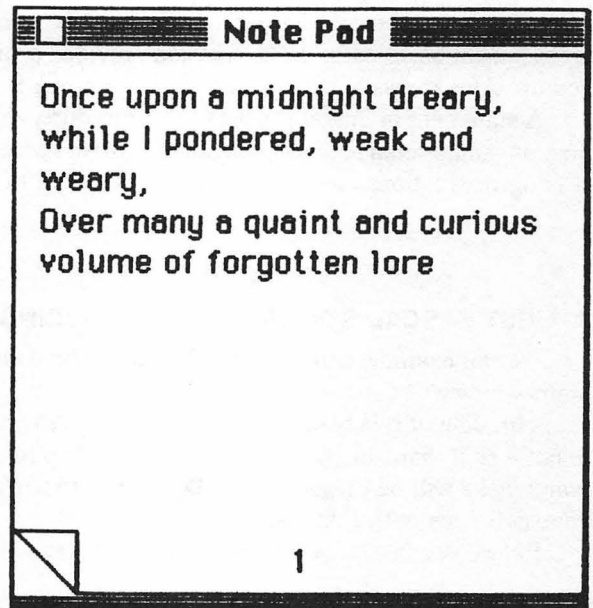 Note Pad
Once upon a midnight dreary,
while I pondered, weak and
weary,
Over many a quaint and curious
volume of forgotten lore
1